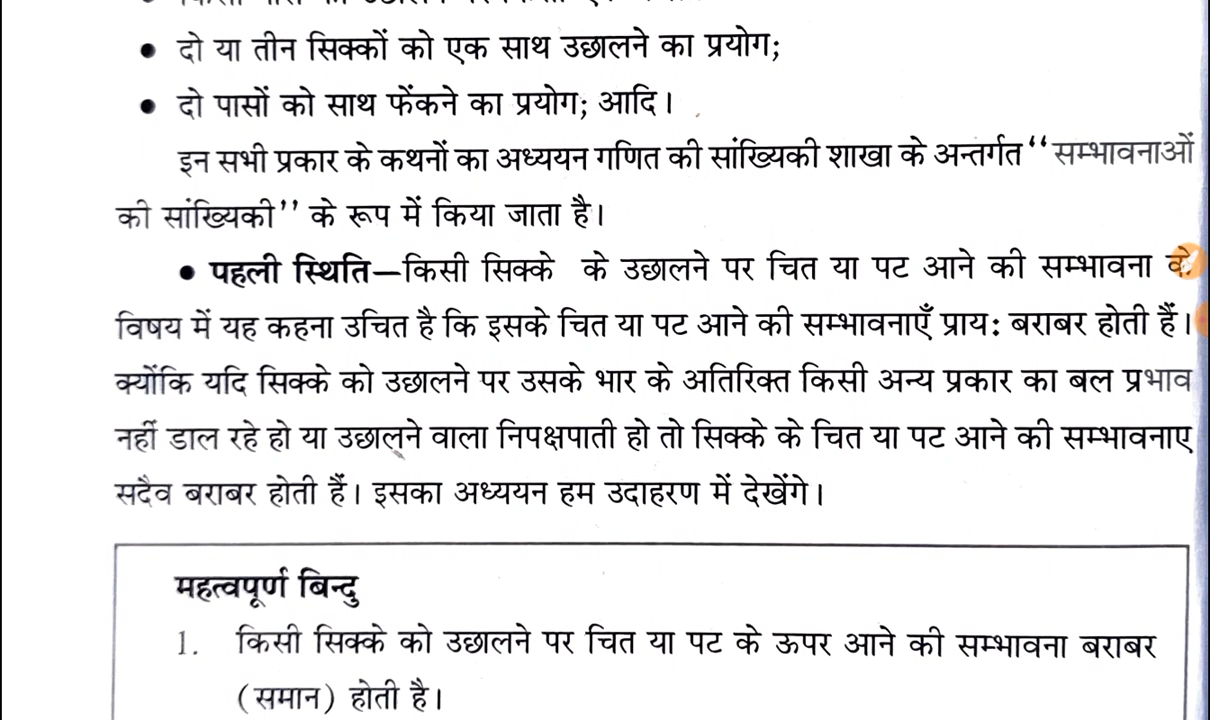 • दो या तीन सिक्कों को एक साथ उछालने का प्रयोग;
• दो पासों को साथ फेंकने का प्रयोग; आदि।
इन सभी प्रकार के कथनों का अध्ययन गणित की सांख्यिकी शाखा के अन्तर्गत ‘‘सम्भावनाओं
की सांख्यिकी’’ के रूप में किया जाता है।
• पहली स्थिति—किसी सिक्के के उछालने पर चित या पट आने की सम्भावना के
विषय में यह कहना उचित है कि इसके चित या पट आने की सम्भावनाएँ प्राय: बराबर होती हैं।
क्योंकि यदि सिक्के को उछालने पर उसके भार के अतिरिक्त किसी अन्य प्रकार का बल प्रभाव
नहीं डाल रहे हो या उछालने वाला निपक्षपाती हो तो सिक्के के चित या पट आने की सम्भावनाए
सदैव बराबर होती हैं। इसका अध्ययन हम उदाहरण में देखेंगे।
महत्वपूर्ण बिन्दु
1. किसी सिक्के को उछालने पर चित या पट के ऊपर आने की सम्भावना बराबर
(समान) होती है।